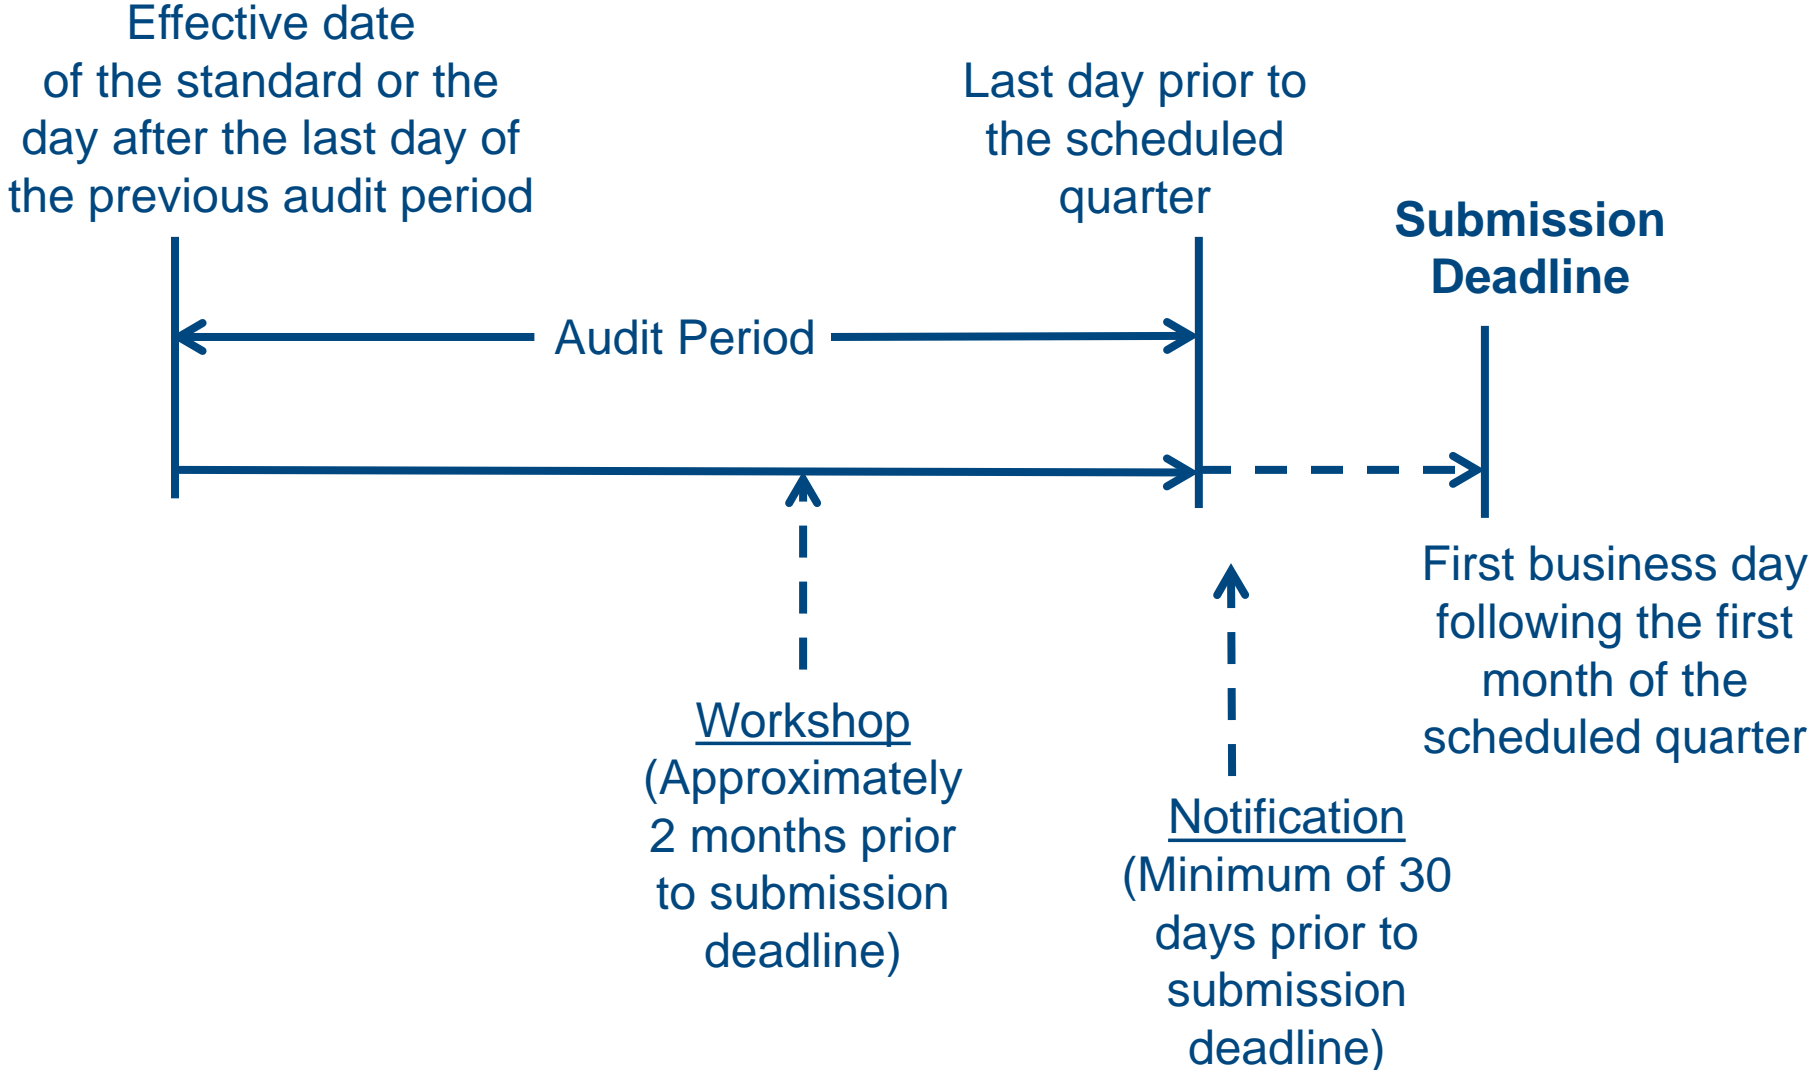 Effective date
of the standard or the
day after the last day of
the previous audit period
Last day prior to
the scheduled
quarter
Submission
Deadline
Audit Period
First business day
following the first
month of the
scheduled quarter
Workshop
(Approximately
2 months prior
to submission
deadline)
Notification
(Minimum of 30
days prior to
submission
deadline)